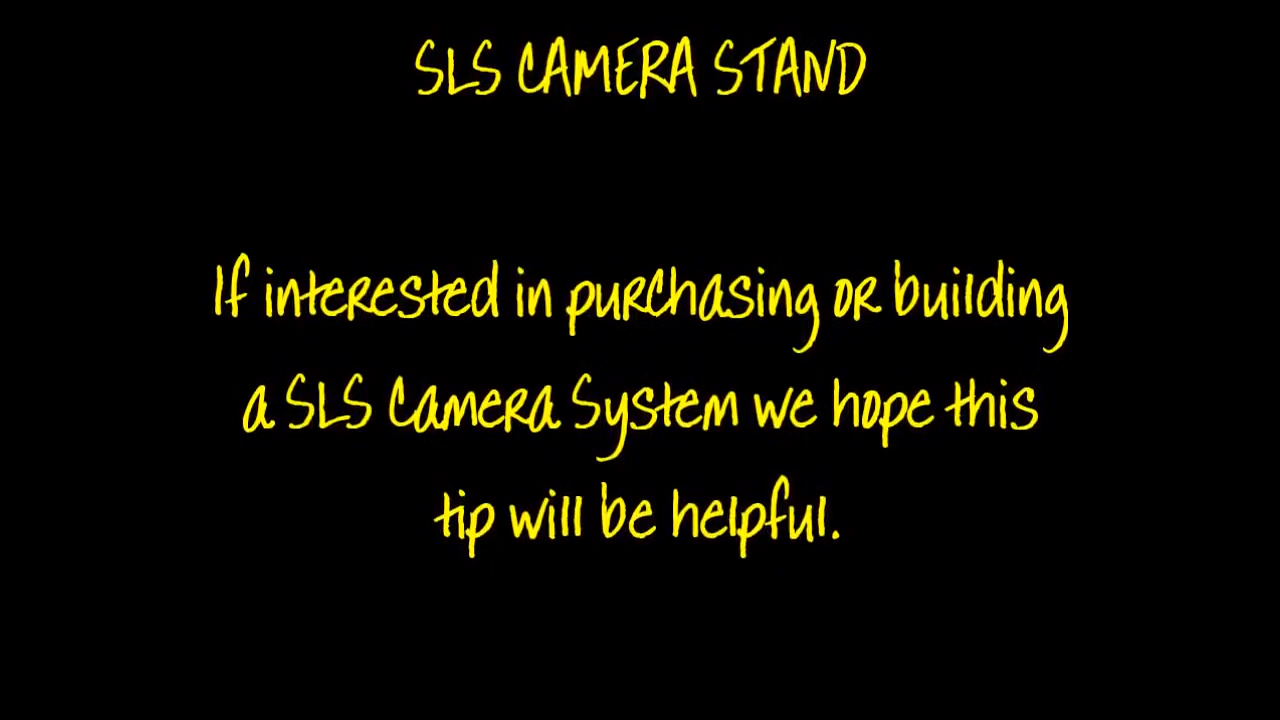 SLS CAMERA STAND
If interested in purchasing or building
a SLS Camera System we hope this
tip will be helpful.